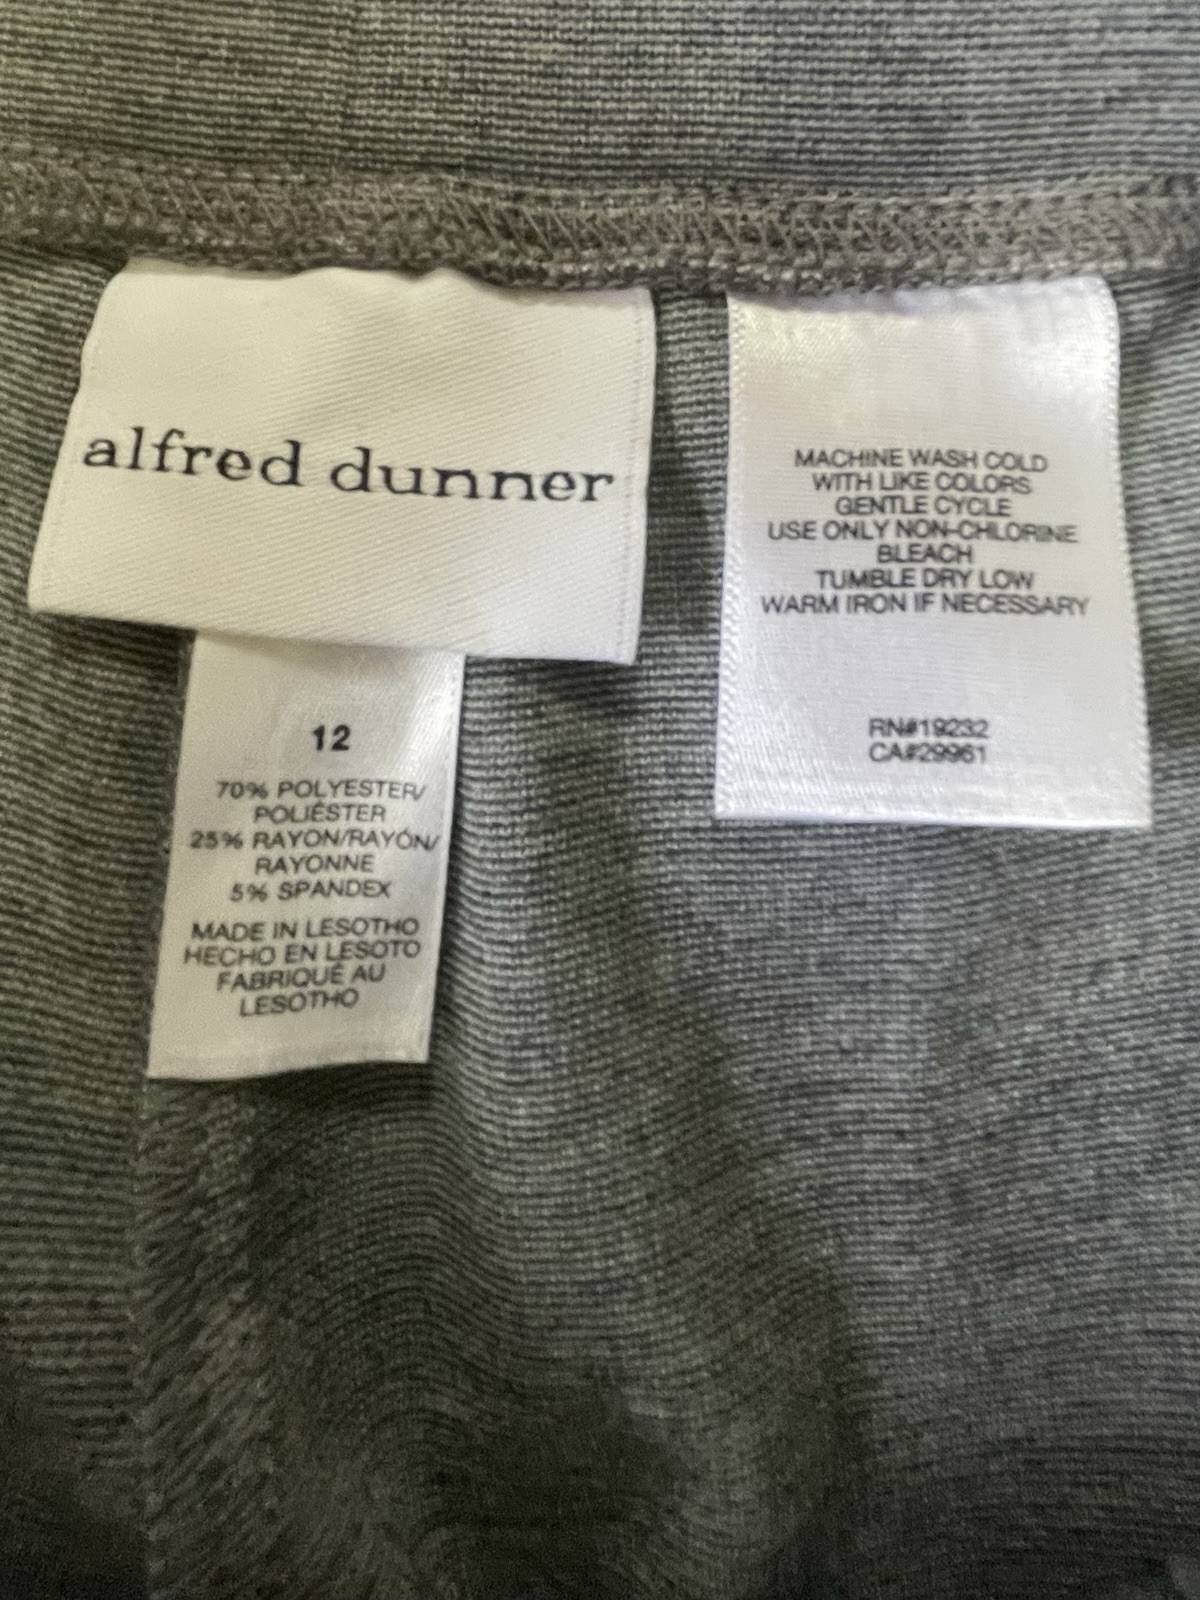 alfred dunner
12
70% POLYESTER/
POLIÉSTER
25% RAYON/RAYÓN/
RAYONNE
5% SPANDEX
MADE IN LESOTHO
HECHO EN LESOTO
FABRIQUÉ AU
LESOTHO
MACHINE WASH COLD
WITH LIKE COLORS
GENTLE CYCLE
USE ONLY NON-CHLORINE
BLEACH
TUMBLE DRY LOW
WARM IRON IF NECESSARY
RN#19232
CA#29961